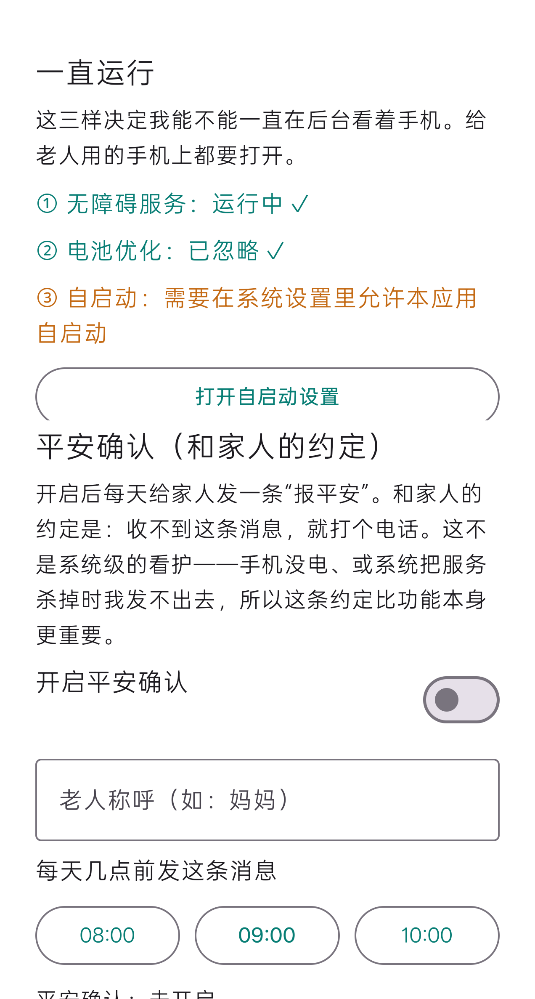 一直运行
这三样决定我能不能一直在后台看着手机。给
老人用的手机上都要打开。
① 无障碍服务：运行中 ✓
② 电池优化：已忽略 ✓
③ 自启动：需要在系统设置里允许本应用
自启动
打开自启动设置
平安确认（和家人的约定）
开启后每天给家人发一条“报平安”。和家人的
约定是：收不到这条消息，就打个电话。这不
是系统级的看护——手机没电、或系统把服务
杀掉时我发不出去，所以这条约定比功能本身
更重要。
开启平安确认
老人称呼（如：妈妈）
每天几点前发这条消息
08:00
09:00
10:00
平安确认：未开启